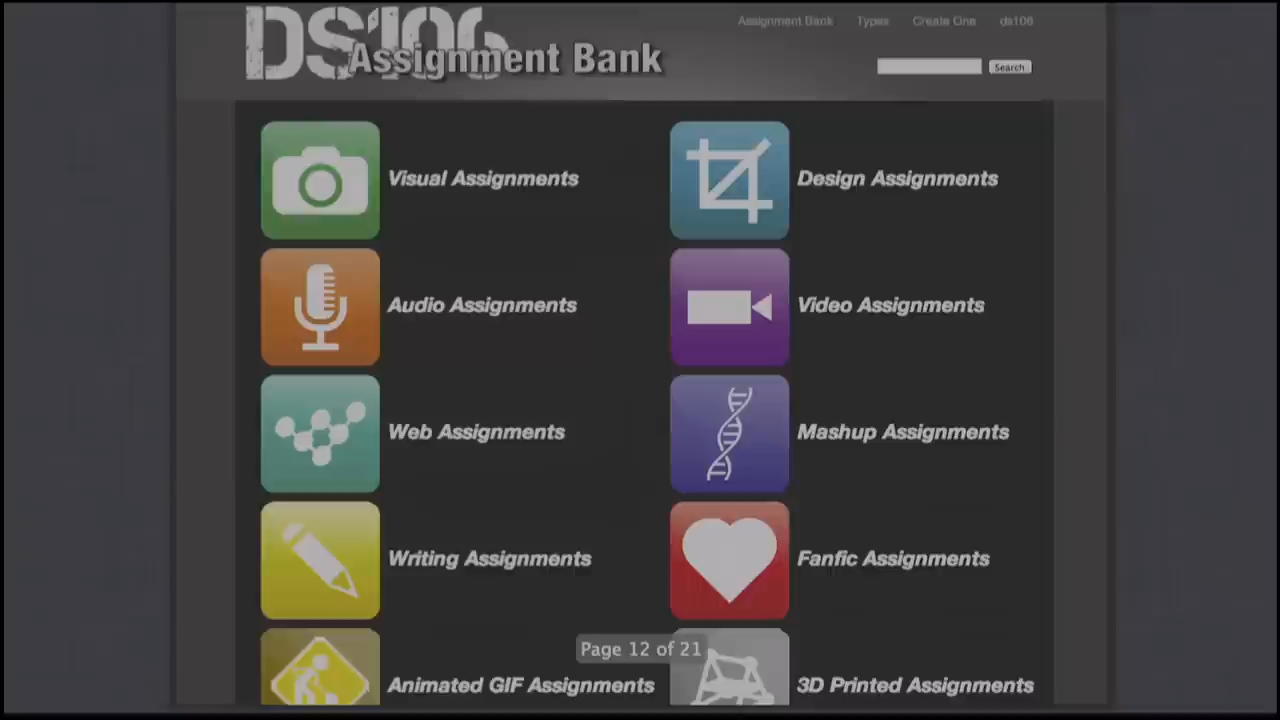 Assignment Bank Types Create One ds106
DS106
Assignment Bank
Search
Visual Assignments
Design Assignments
Audio Assignments
Video Assignments
Web Assignments
Mashup Assignments
Writing Assignments
Fanfic Assignments
Page 12 of 21
Animated GIF Assignments
3D Printed Assignments